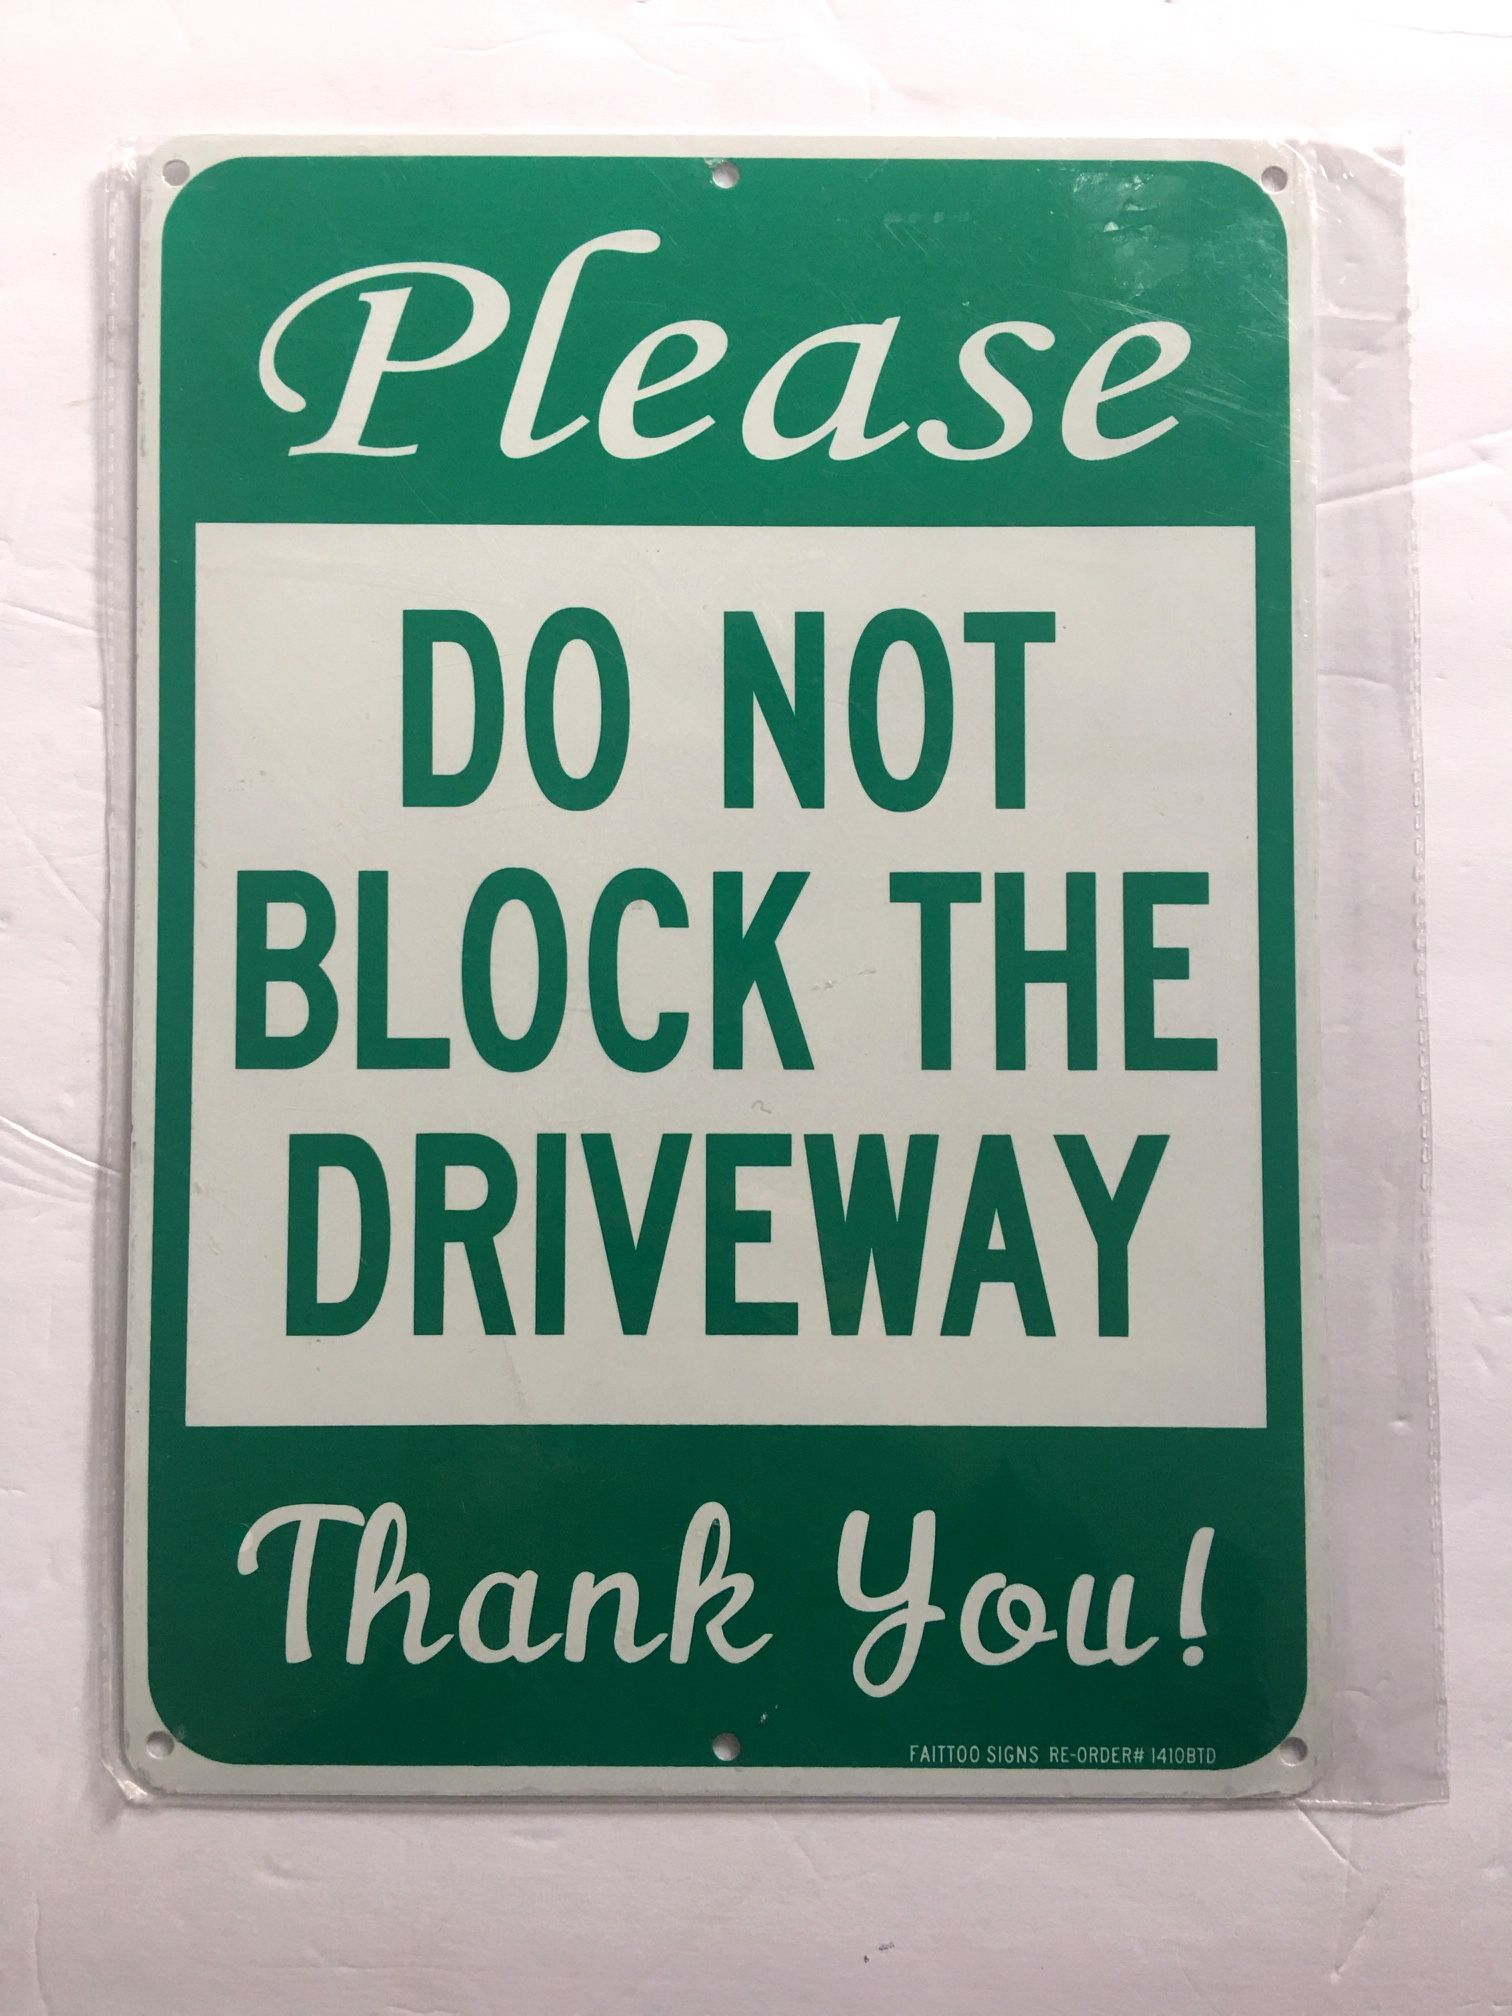 Please
DO NOT
BLOCK THE
DRIVEWAY
Thank You!
FAITTOO SIGNS RE-ORDER# 1410BTD